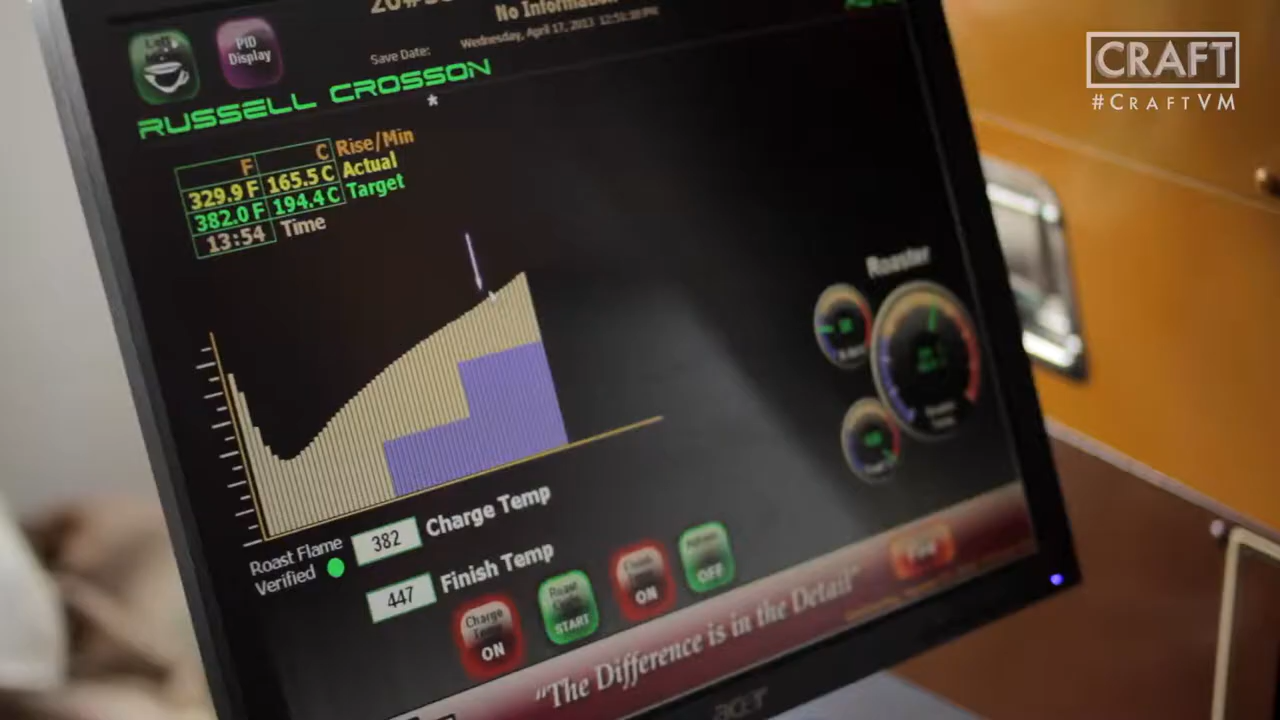 No Information
PID
Display
Save Date:
Wednesday, April 17, 2013
RUSSELL CROSSON
*
F C Rise/Min
329.9 F 165.5 C Actual
382.0 F 194.4 C Target
13:54 Time
CRAFT
#CRAFTVM
Roaster
Roast Flame
Verified
382 Charge Temp
447 Finish Temp
Charge
Temp
ON
Roast
START
ON
OFF
"The Difference is in the Detail"
acer